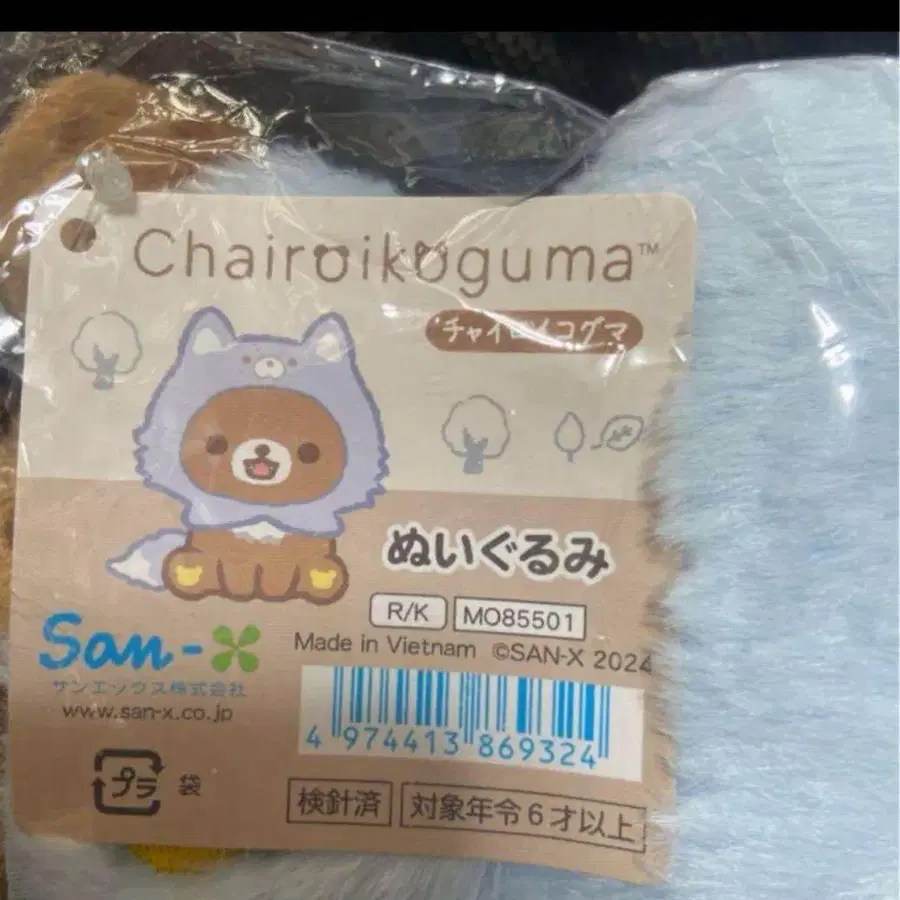 Chairoikoguma™
チャイロイコグマ
ぬいぐるみ
R/K MO85501
Made in Vietnam ©SAN-X 2024
San-X
サンエックス株式会社
www.san-x.co.jp
4 974413 869324
プラ 袋
検針済 対象年令6才以上